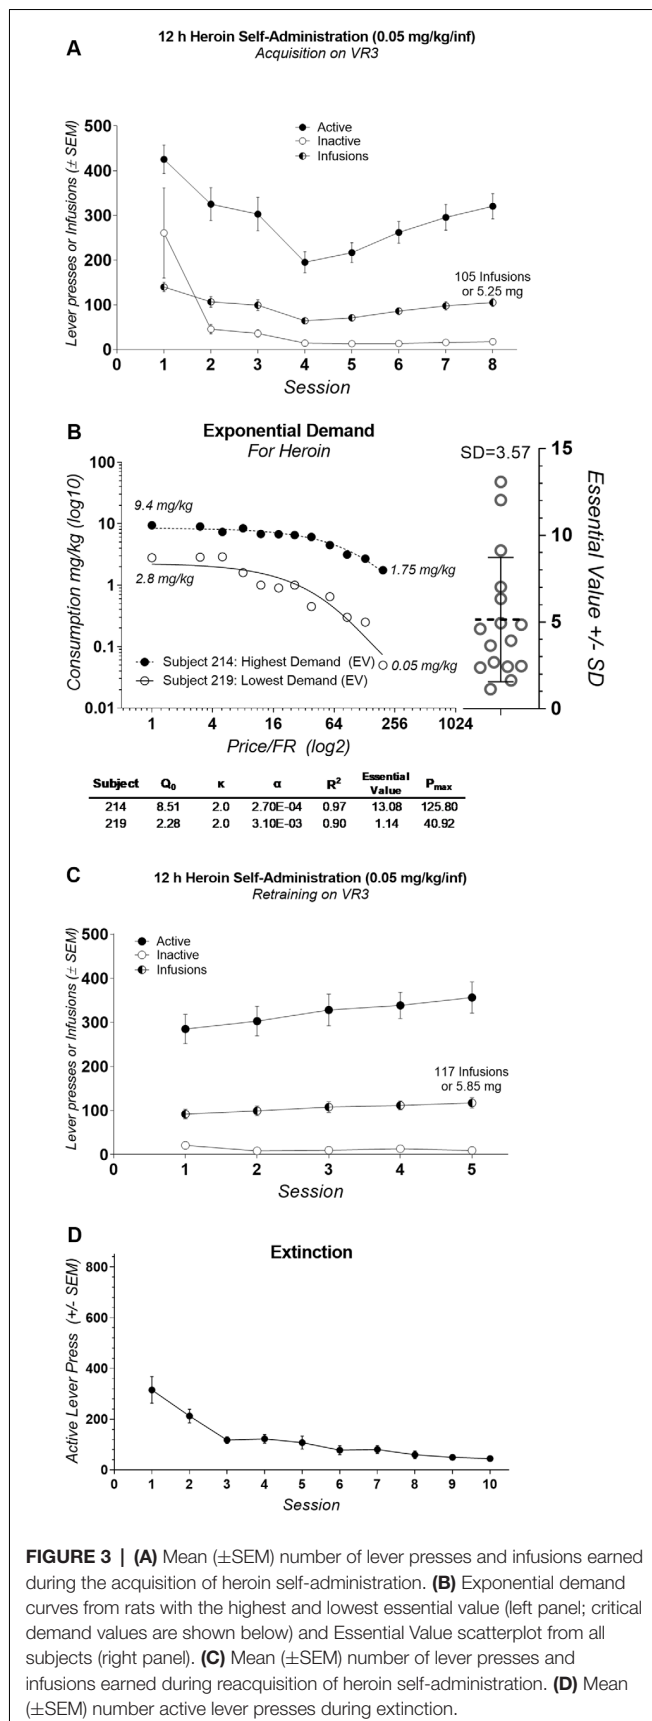 A
12 h Heroin Self-Administration (0.05 mg/kg/inf)
Acquisition on VR3
Lever presses or Infusions (± SEM)
500
400
300
200
100
0
Active
Inactive
Infusions
105 Infusions
or 5.25 mg
0 1 2 3 4 5 6 7 8
Session
B
Exponential Demand
For Heroin
Consumption mg/kg (log10)
100
10
1
0.1
0.01
9.4 mg/kg
2.8 mg/kg
1.75 mg/kg
0.05 mg/kg
Subject 214: Highest Demand (EV)
Subject 219: Lowest Demand (EV)
1 4 16 64 256 1024
Price/FR (log2)
SD=3.57
15
10
5
0
Essential Value +/- SD
Subject Q0 κ α R2 Essential Value Pmax
214 8.51 2.0 2.70E-04 0.97 13.08 125.80
219 2.28 2.0 3.10E-03 0.90 1.14 40.92
C
12 h Heroin Self-Administration (0.05 mg/kg/inf)
Retraining on VR3
Lever presses or Infusions (± SEM)
500
400
300
200
100
0
Active
Inactive
Infusions
117 Infusions
or 5.85 mg
0 1 2 3 4 5
Session
D
Extinction
Active Lever Press (+/- SEM)
800
600
400
200
0
0 1 2 3 4 5 6 7 8 9 10
Session
FIGURE 3 | (A) Mean (±SEM) number of lever presses and infusions earned
during the acquisition of heroin self-administration. (B) Exponential demand
curves from rats with the highest and lowest essential value (left panel; critical
demand values are shown below) and Essential Value scatterplot from all
subjects (right panel). (C) Mean (±SEM) number of lever presses and
infusions earned during reacquisition of heroin self-administration. (D) Mean
(±SEM) number active lever presses during extinction.